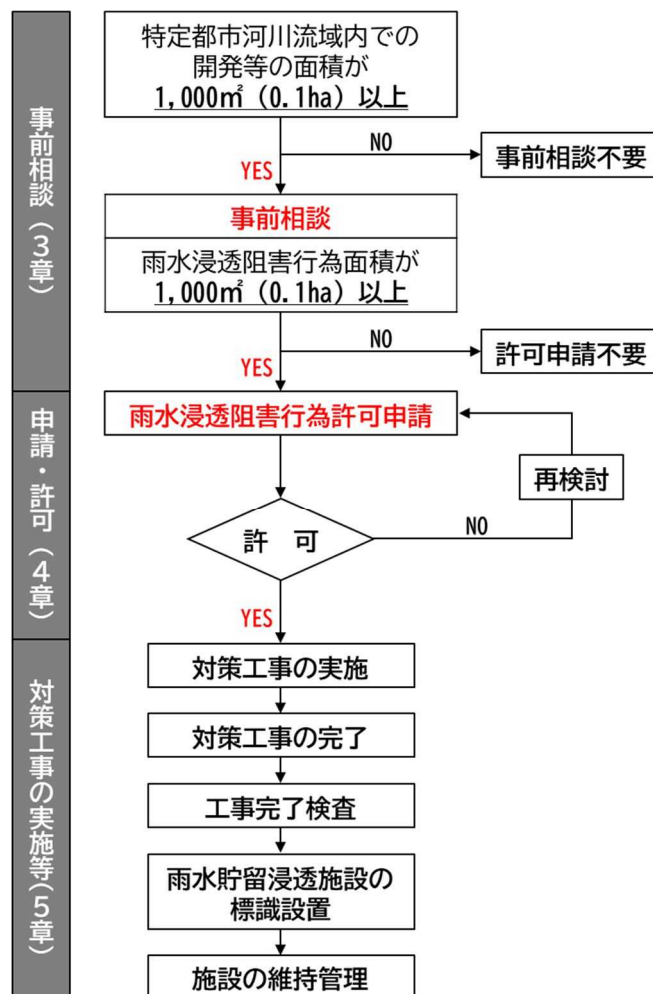 事前相談（3章）
特定都市河川流域内での
開発等の面積が
1,000㎡（0.1ha）以上
NO
事前相談不要
YES
事前相談
雨水浸透阻害行為面積が
1,000㎡（0.1ha）以上
NO
許可申請不要
YES
申請・許可（4章）
雨水浸透阻害行為許可申請
再検討
許　可
NO
YES
対策工事の実施等(5章)
対策工事の実施
対策工事の完了
工事完了検査
雨水貯留浸透施設の
標識設置
施設の維持管理